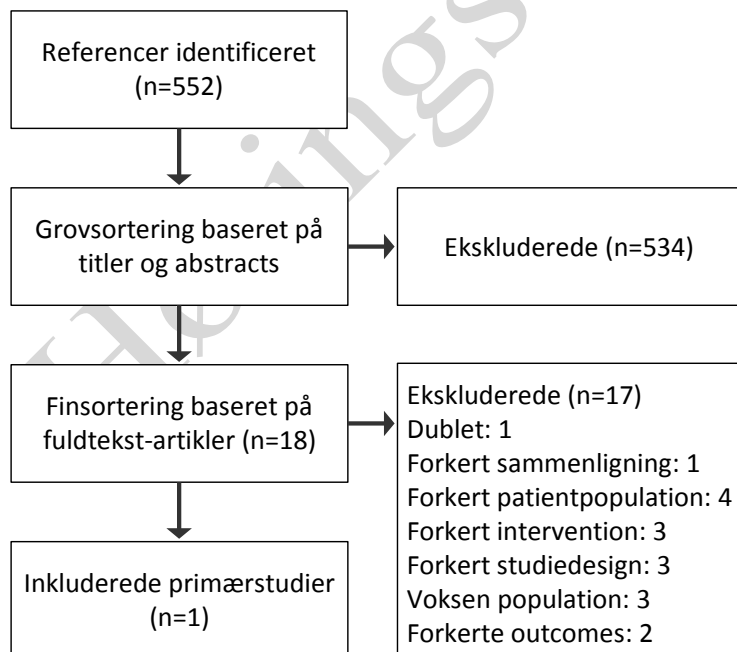 Referencer identificeret
(n=552)
Grovsortering baseret på
titler og abstracts
Ekskluderede (n=534)
Finsortering baseret på
fuldtekst-artikler (n=18)
Ekskluderede (n=17)
Dublet: 1
Forkert sammenligning: 1
Forkert patientpopulation: 4
Forkert intervention: 3
Forkert studiedesign: 3
Voksen population: 3
Forkerte outcomes: 2
Inkluderede primærstudier
(n=1)